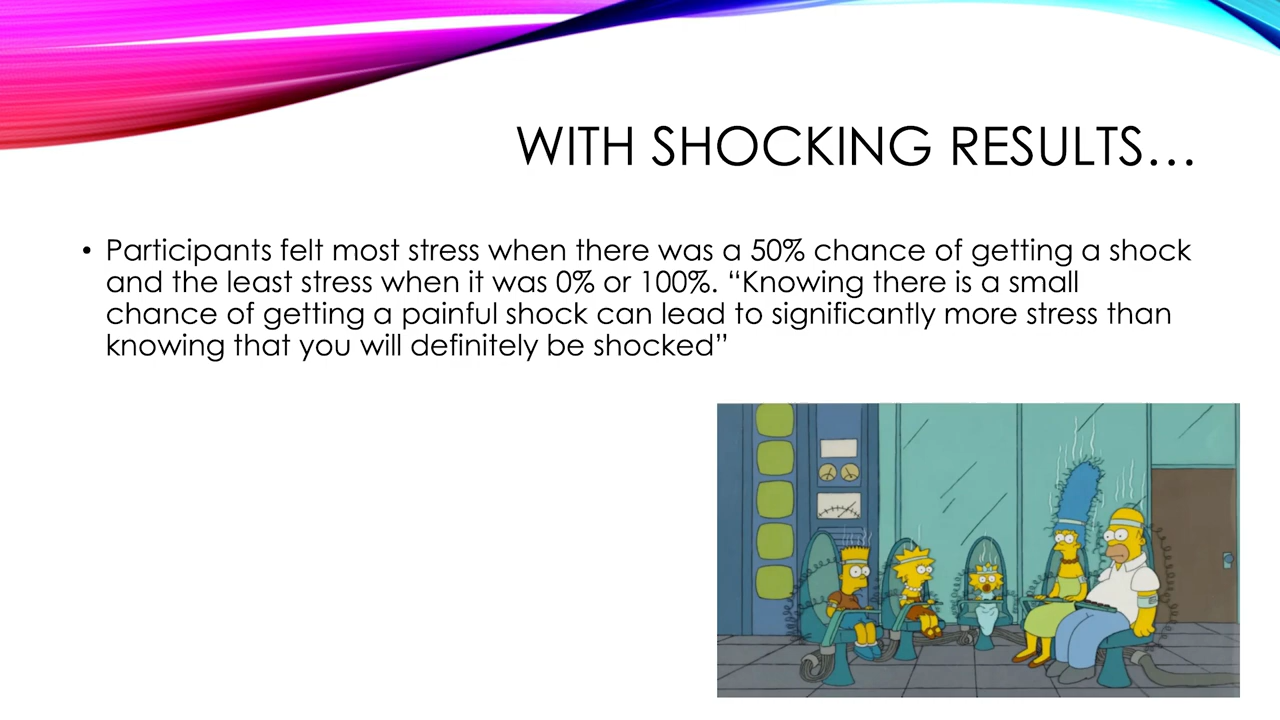 WITH SHOCKING RESULTS…
• Participants felt most stress when there was a 50% chance of getting a shock
and the least stress when it was 0% or 100%. “Knowing there is a small
chance of getting a painful shock can lead to significantly more stress than
knowing that you will definitely be shocked”